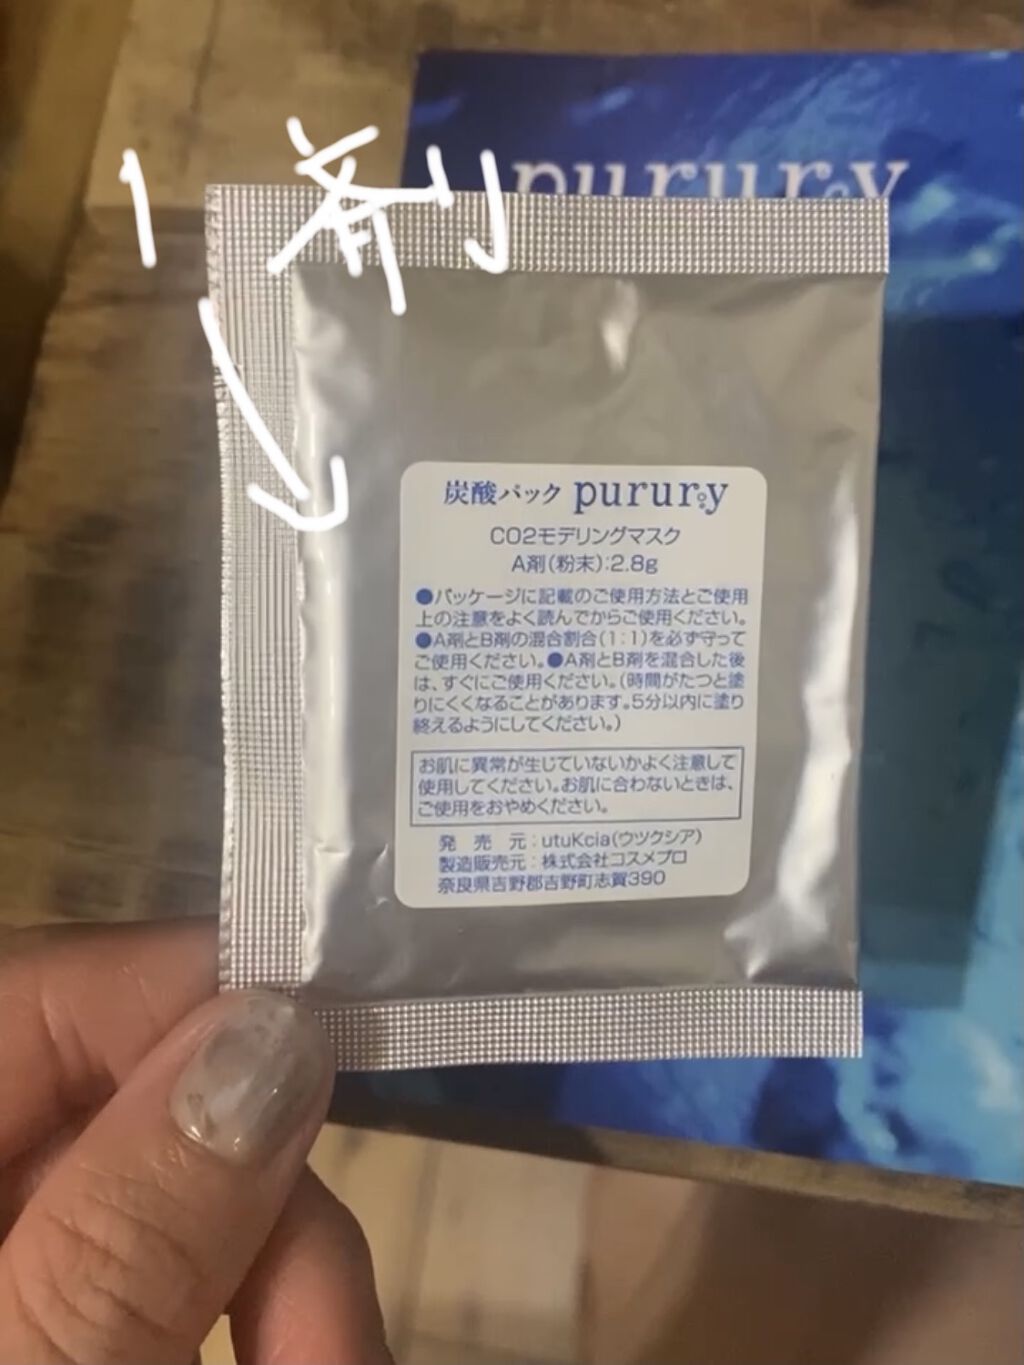 purury
1剤
炭酸パック purury
CO2モデリングマスク
A剤(粉末):2.8g
●パッケージに記載のご使用方法とご使用
上の注意をよく読んでからご使用ください。
●A剤とB剤の混合割合(1:1)を必ず守って
ご使用ください。●A剤とB剤を混合した後
は、すぐにご使用ください。(時間がたつと塗
りにくくなることがあります。5分以内に塗り
終えるようにしてください。)
お肌に異常が生じていないかよく注意して
使用してください。お肌に合わないときは、
ご使用をおやめください。
発売元:utuKcia(ウツクシア)
製造販売元:株式会社コスメプロ
奈良県吉野郡吉野町志賀390